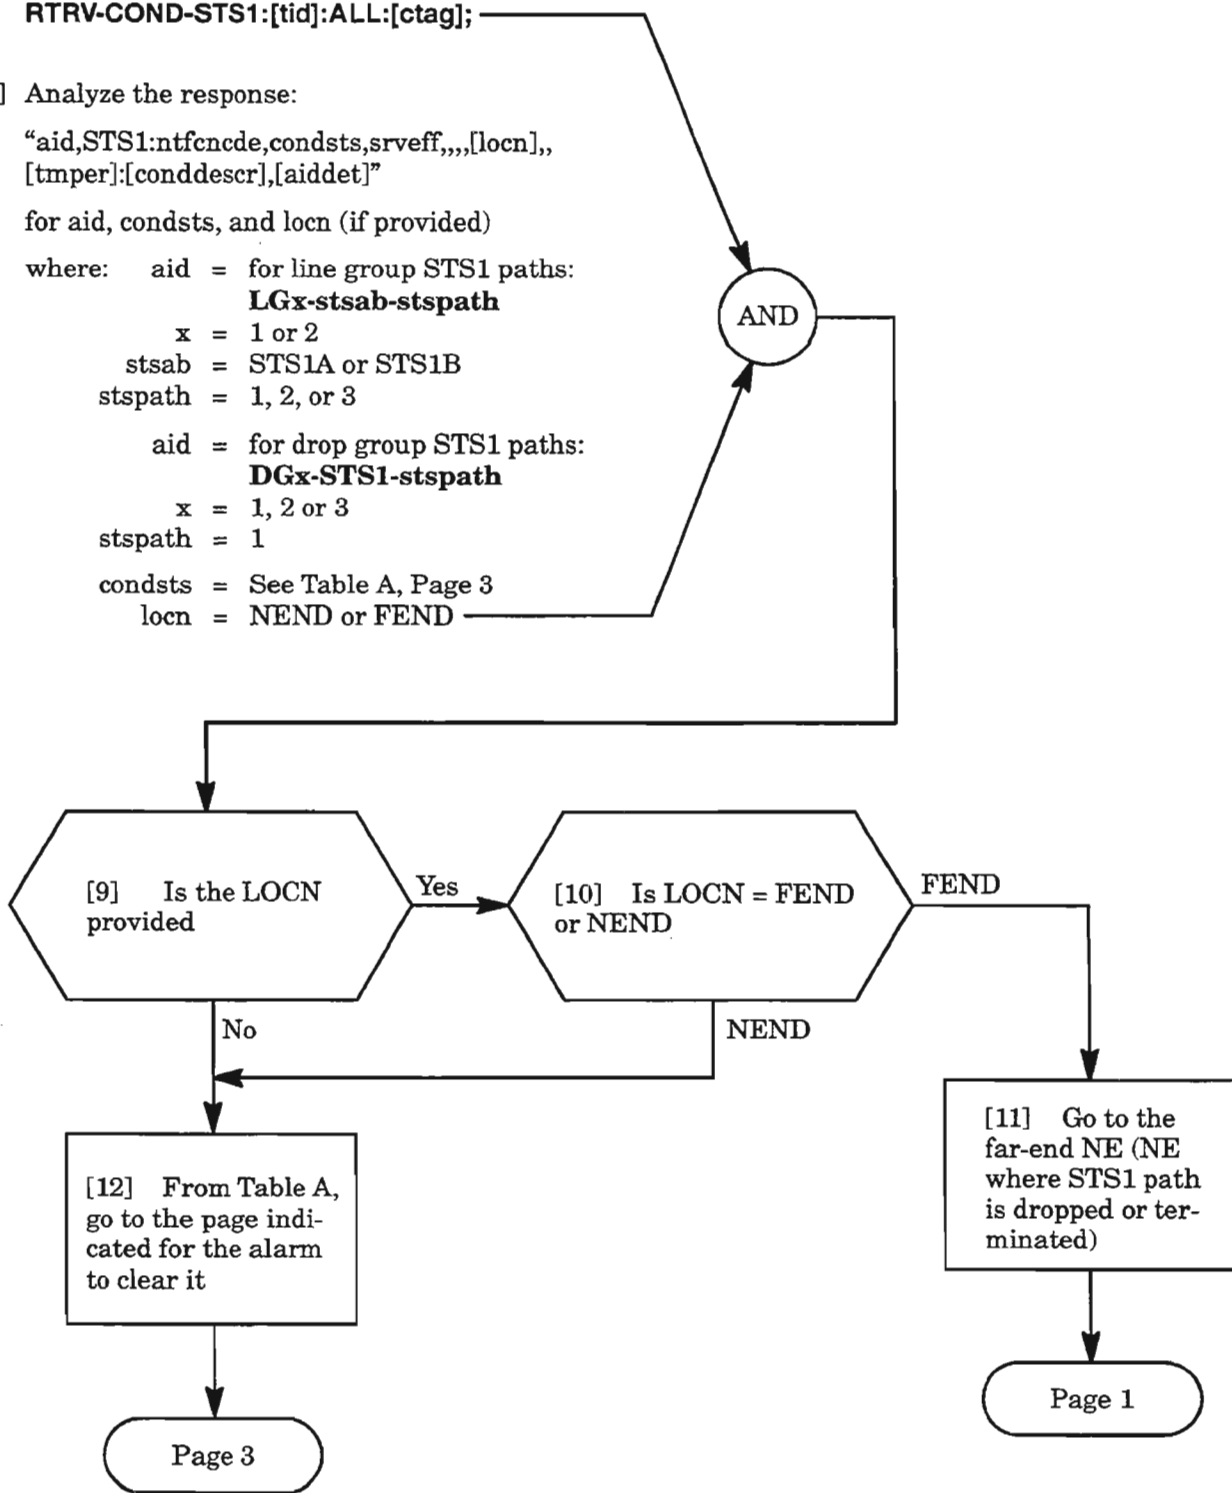 RTRV-COND-STS1:[tid]:ALL:[ctag];
] Analyze the response:
“aid,STS1:ntfcncde,condsts,srveff,,,,[locn],,
[tmper]:[conddescr],[aiddet]”
for aid, condsts, and locn (if provided)
where: aid = for line group STS1 paths:
LGx-stsab-stspath
x = 1 or 2
stsab = STS1A or STS1B
stspath = 1, 2, or 3
aid = for drop group STS1 paths:
DGx-STS1-stspath
x = 1, 2 or 3
stspath = 1
condsts = See Table A, Page 3
locn = NEND or FEND
AND
[9] Is the LOCN
provided
Yes
[10] Is LOCN = FEND
or NEND
FEND
No
NEND
[11] Go to the
far-end NE (NE
where STS1 path
is dropped or ter-
minated)
[12] From Table A,
go to the page indi-
cated for the alarm
to clear it
Page 1
Page 3